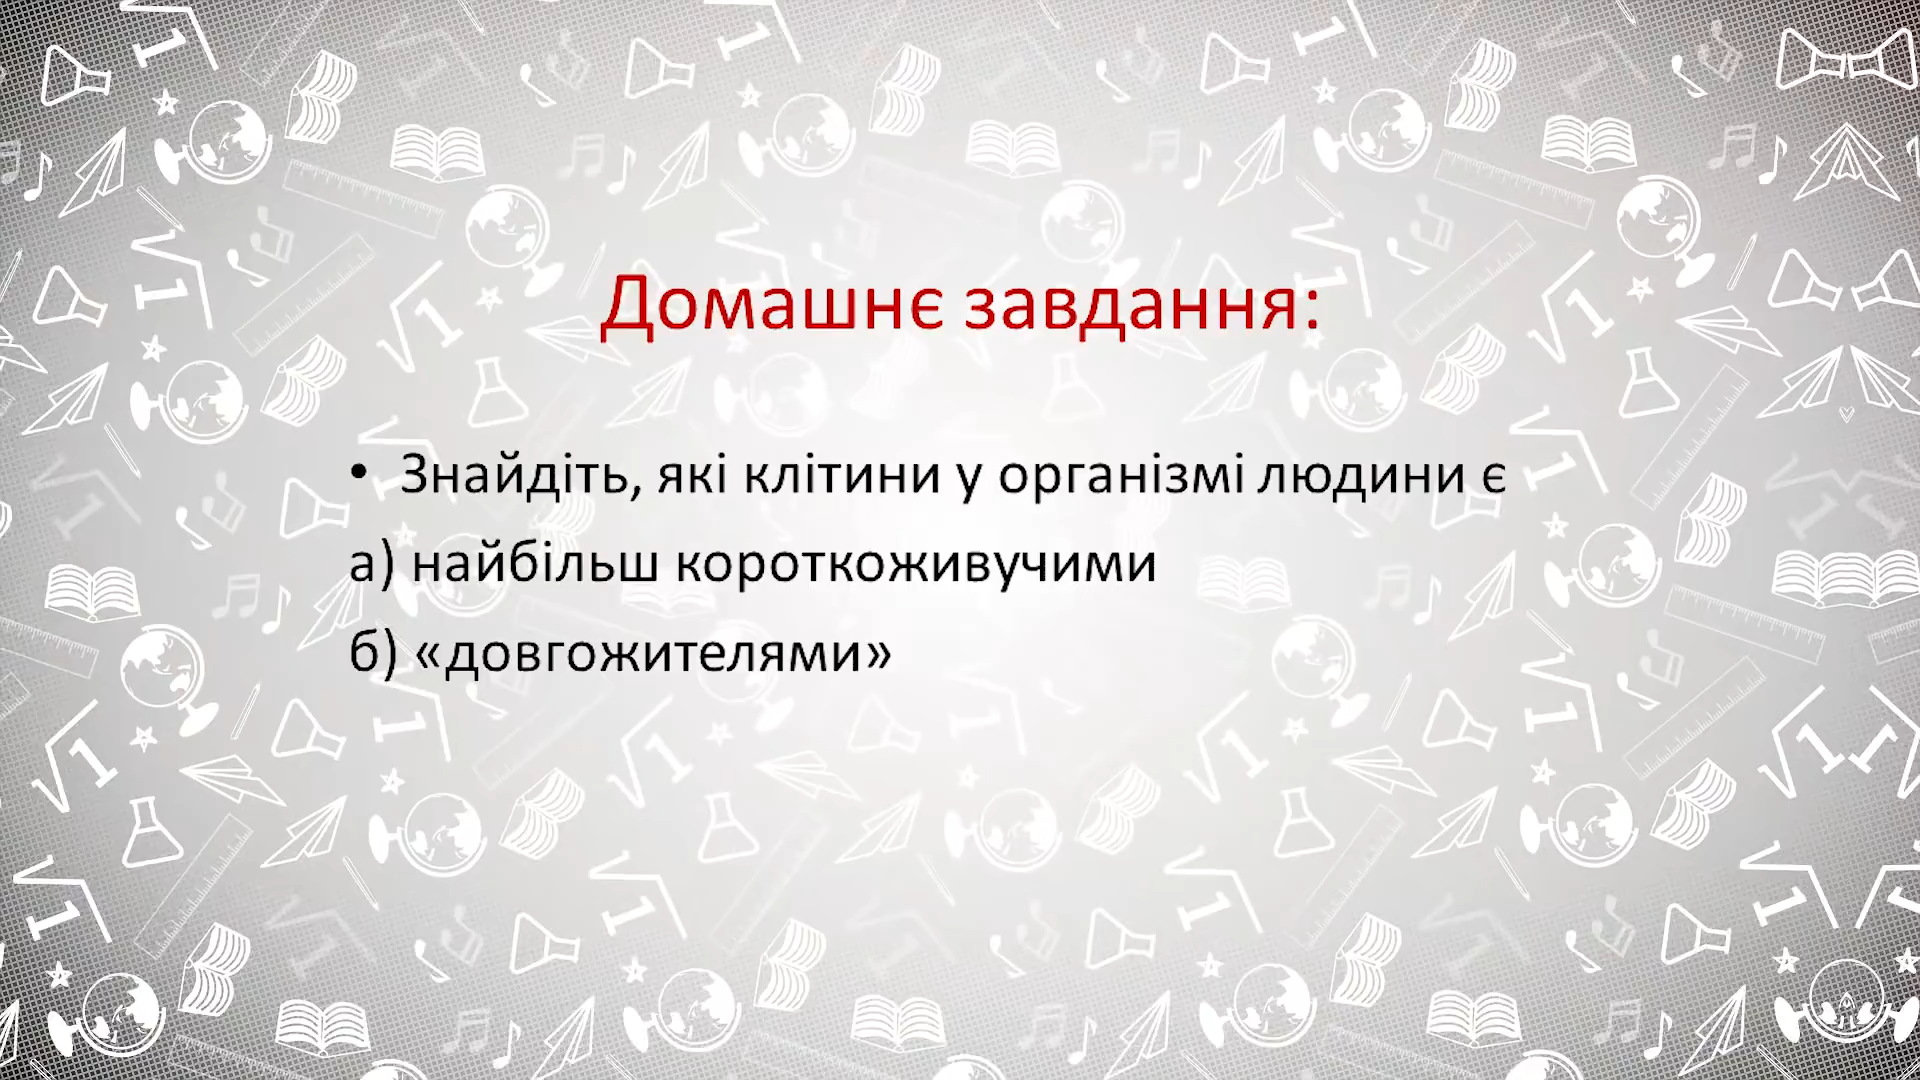 Домашнє завдання:
• Знайдіть, які клітини у організмі людини є
а) найбільш короткоживучими
б) «довгожителями»